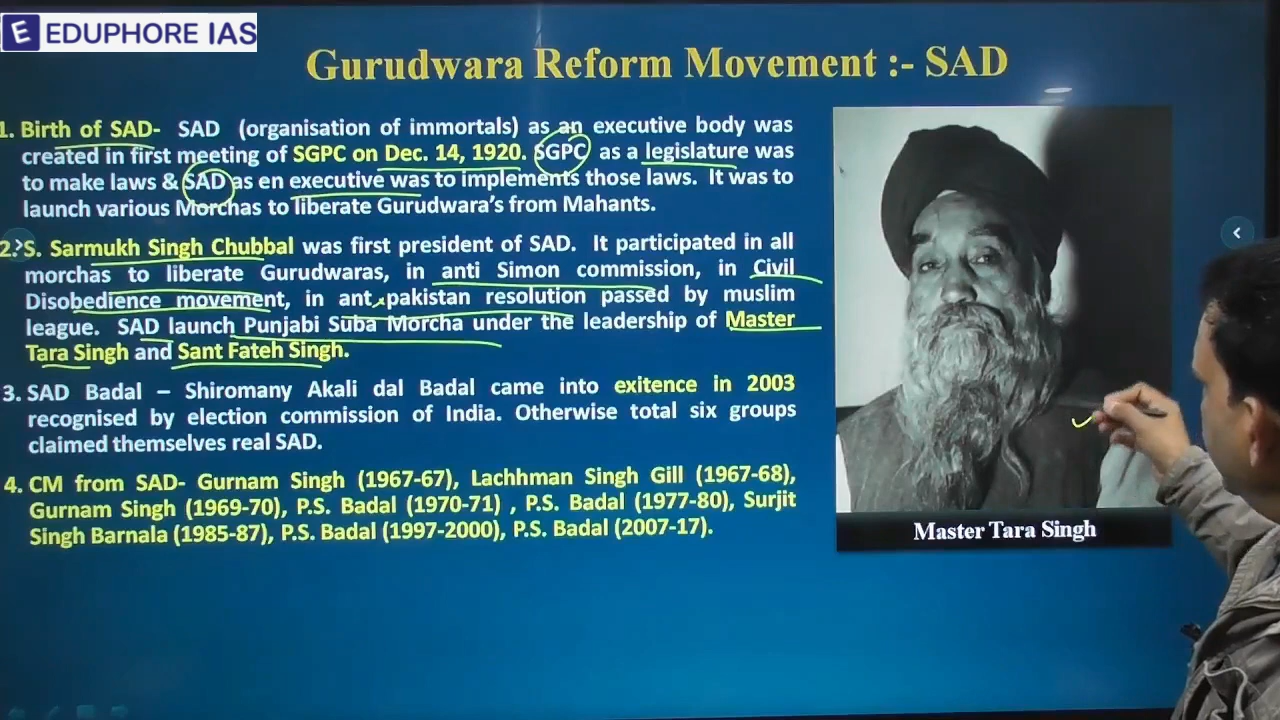 E EDUPHORE IAS
Gurudwara Reform Movement :- SAD
1. Birth of SAD- SAD (organisation of immortals) as an executive body was
created in first meeting of SGPC on Dec. 14, 1920. SGPC as a legislature was
to make laws & SAD as en executive was to implements those laws. It was to
launch various Morchas to liberate Gurudwara's from Mahants.
2. S. Sarmukh Singh Chubbal was first president of SAD. It participated in all
morchas to liberate Gurudwaras, in anti Simon commission, in Civil
Disobedience movement, in ant pakistan resolution passed by muslim
league. SAD launch Punjabi Suba Morcha under the leadership of Master
Tara Singh and Sant Fateh Singh.
3. SAD Badal – Shiromany Akali dal Badal came into exitence in 2003
recognised by election commission of India. Otherwise total six groups
claimed themselves real SAD.
4. CM from SAD- Gurnam Singh (1967-67), Lachhman Singh Gill (1967-68),
Gurnam Singh (1969-70), P.S. Badal (1970-71) , P.S. Badal (1977-80), Surjit
Singh Barnala (1985-87), P.S. Badal (1997-2000), P.S. Badal (2007-17).
Master Tara Singh